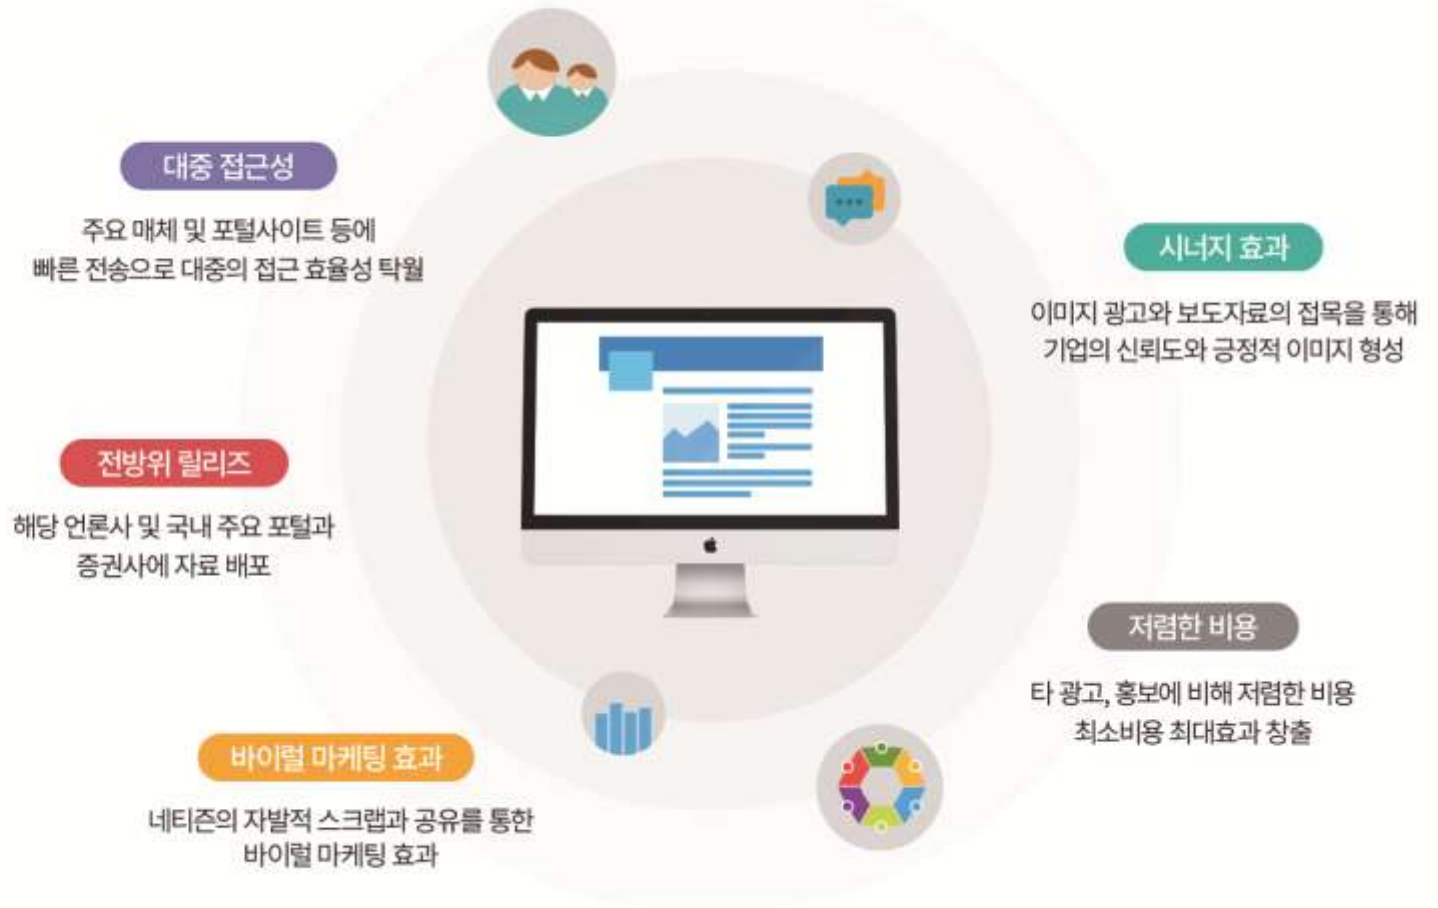 대중 접근성
주요 매체 및 포털사이트 등에
빠른 전송으로 대중의 접근 효율성 탁월
시너지 효과
이미지 광고와 보도자료의 접목을 통해
기업의 신뢰도와 긍정적 이미지 형성
전방위 릴리즈
해당 언론사 및 국내 주요 포털과
증권사에 자료 배포
저렴한 비용
타 광고, 홍보에 비해 저렴한 비용
최소비용 최대효과 창출
바이럴 마케팅 효과
네티즌의 자발적 스크랩과 공유를 통한
바이럴 마케팅 효과